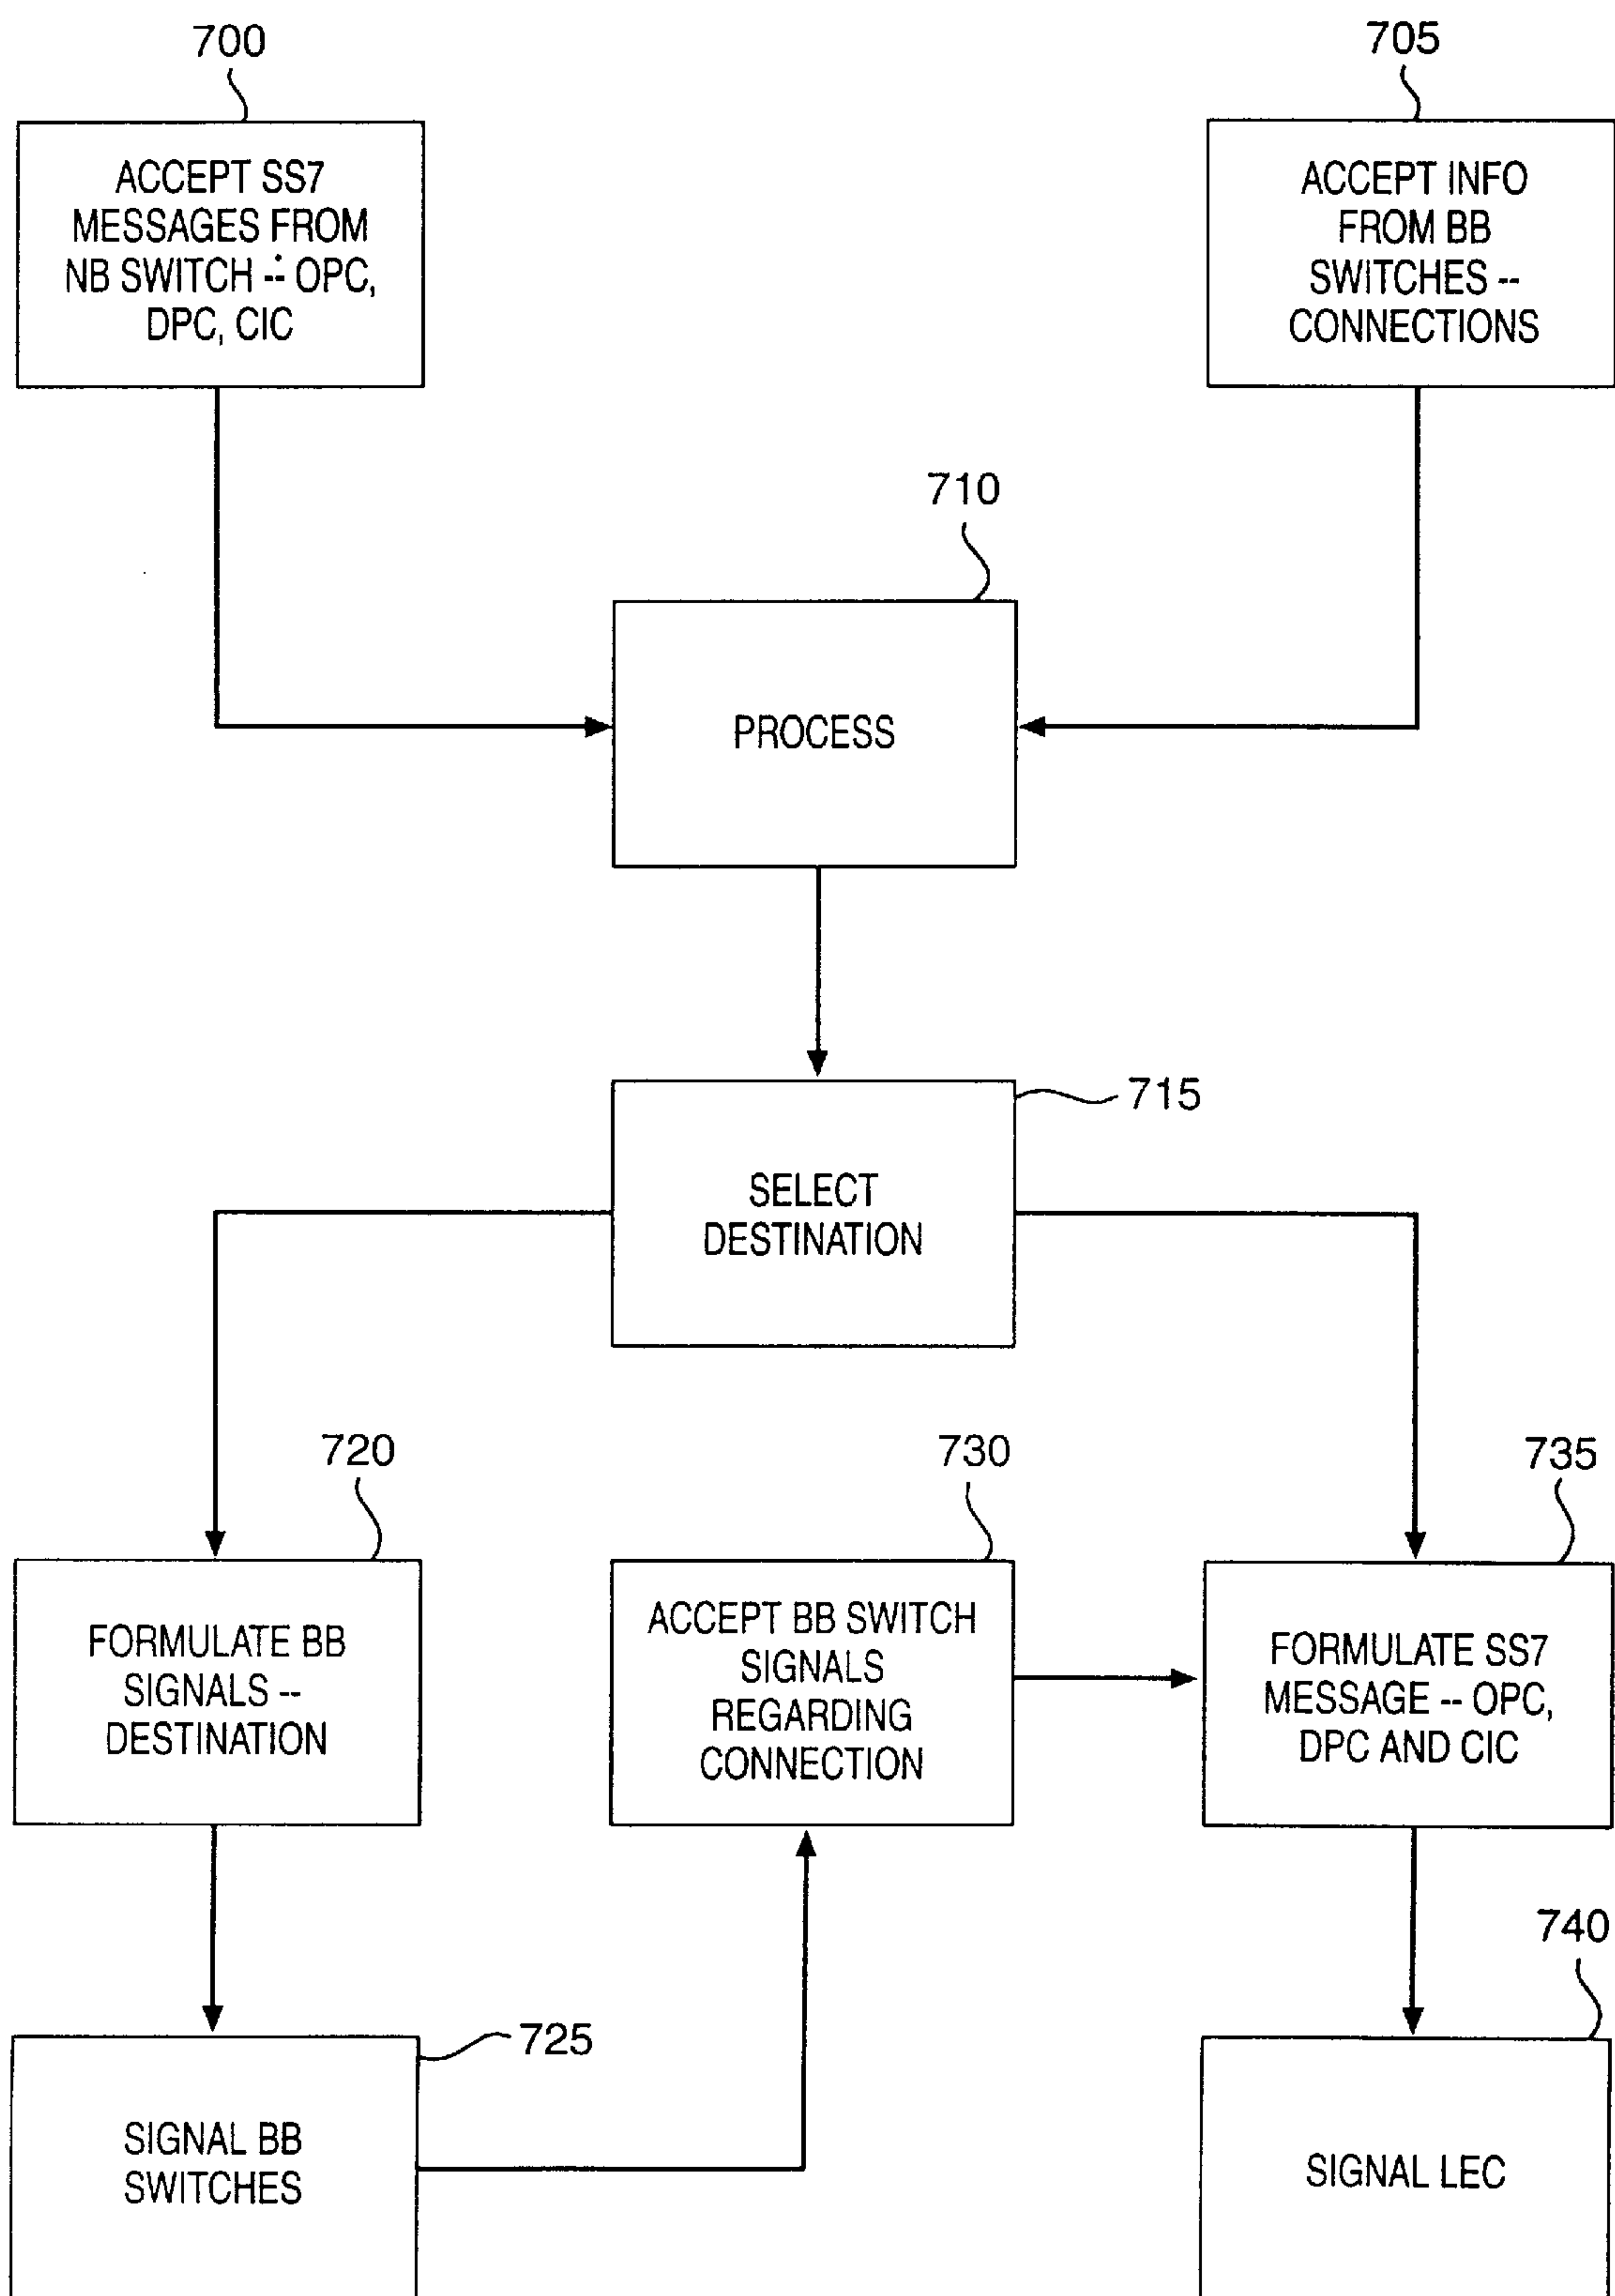 700
705
ACCEPT SS7
MESSAGES FROM
NB SWITCH -- OPC,
DPC, CIC
ACCEPT INFO
FROM BB
SWITCHES --
CONNECTIONS
710
PROCESS
715
SELECT
DESTINATION
720
730
735
FORMULATE BB
SIGNALS --
DESTINATION
ACCEPT BB SWITCH
SIGNALS
REGARDING
CONNECTION
FORMULATE SS7
MESSAGE -- OPC,
DPC AND CIC
725
740
SIGNAL BB
SWITCHES
SIGNAL LEC